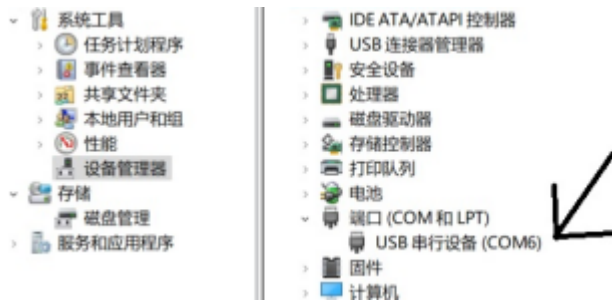 系统工具
任务计划程序
事件查看器
共享文件夹
本地用户和组
性能
设备管理器
存储
磁盘管理
服务和应用程序
IDE ATA/ATAPI 控制器
USB 连接器管理器
安全设备
处理器
磁盘驱动器
存储控制器
打印队列
电池
端口 (COM 和 LPT)
USB 串行设备 (COM6)
固件
计算机